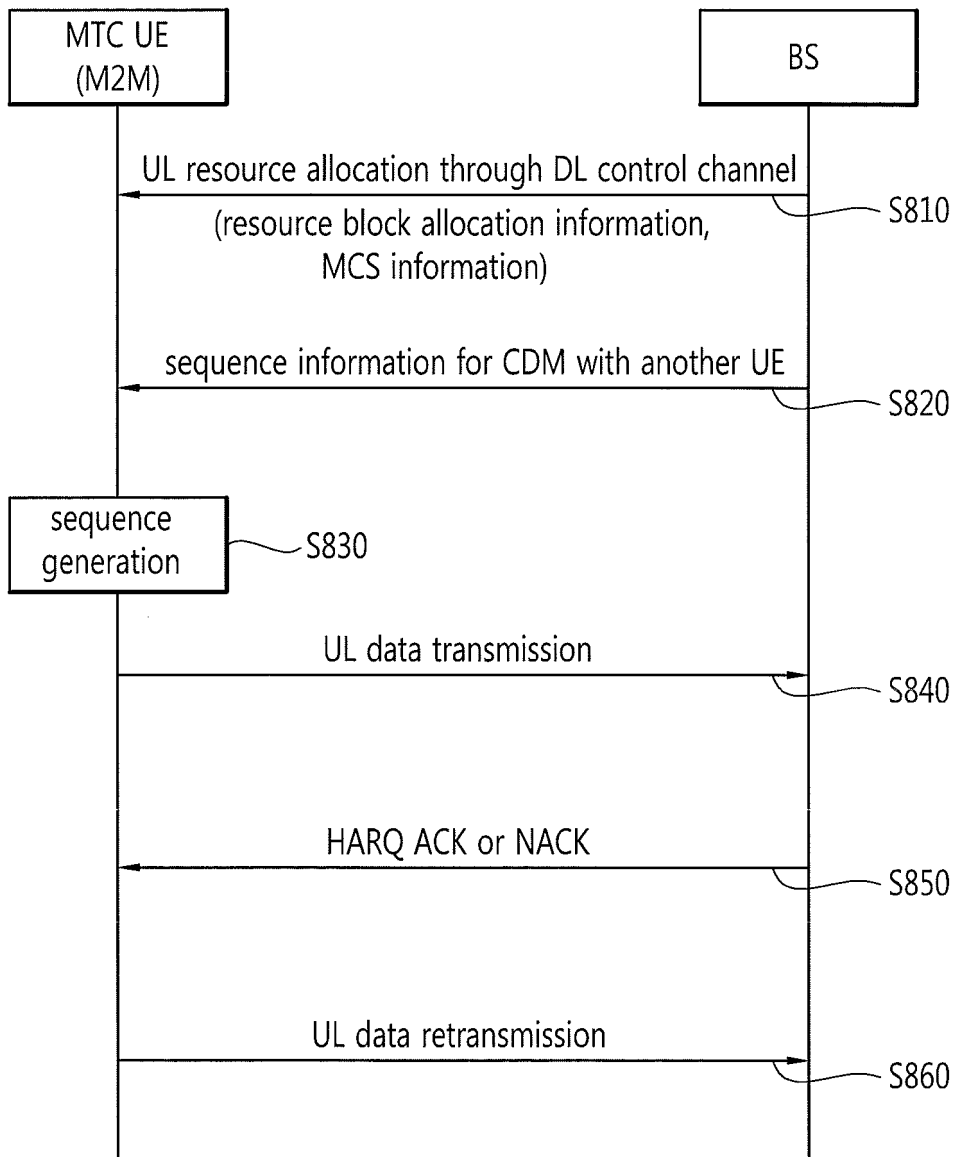 MTC UE
(M2M)
BS
UL resource allocation through DL control channel
S810
(resource block allocation information,
MCS information)
sequence information for CDM with another UE
S820
sequence
generation
S830
UL data transmission
S840
HARQ ACK or NACK
S850
UL data retransmission
S860